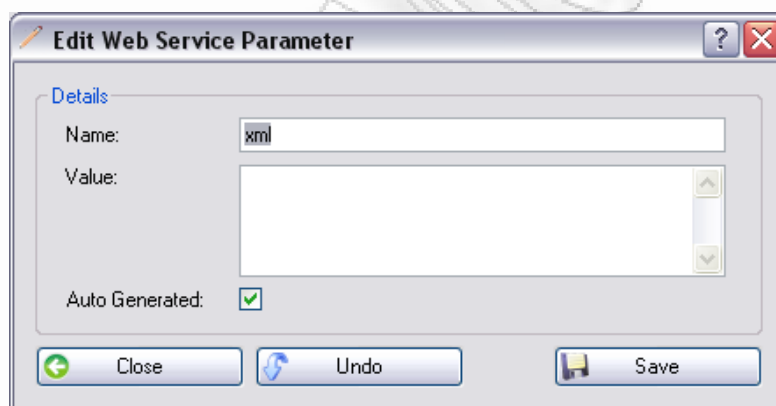 Edit Web Service Parameter
?
Details
Name: xml
Value:
Auto Generated:
Close Undo Save